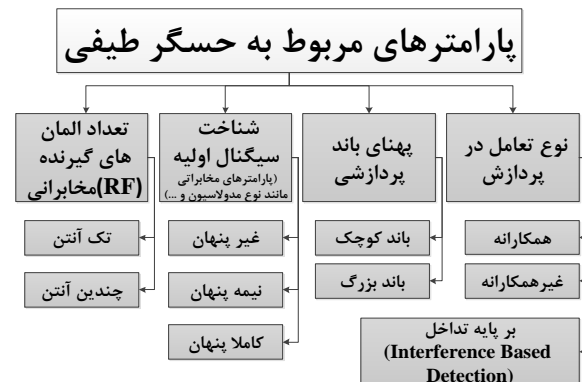 پارامترهای مربوط به حسگر طیفی
نوع تعامل در
پردازش
همکارانه
غیرهمکارانه
بر پایه تداخل
(Interference Based
Detection)
پهنای باند
پردازشی
باند کوچک
باند بزرگ
شناخت
سیگنال اولیه
(پارامترهای مخابراتی
مانند نوع مدولاسیون و ...)
غیر پنهان
نیمه پنهان
کاملا پنهان
تعداد المان
های گیرنده
مخابراتی(RF)
تک آنتن
چندین آنتن